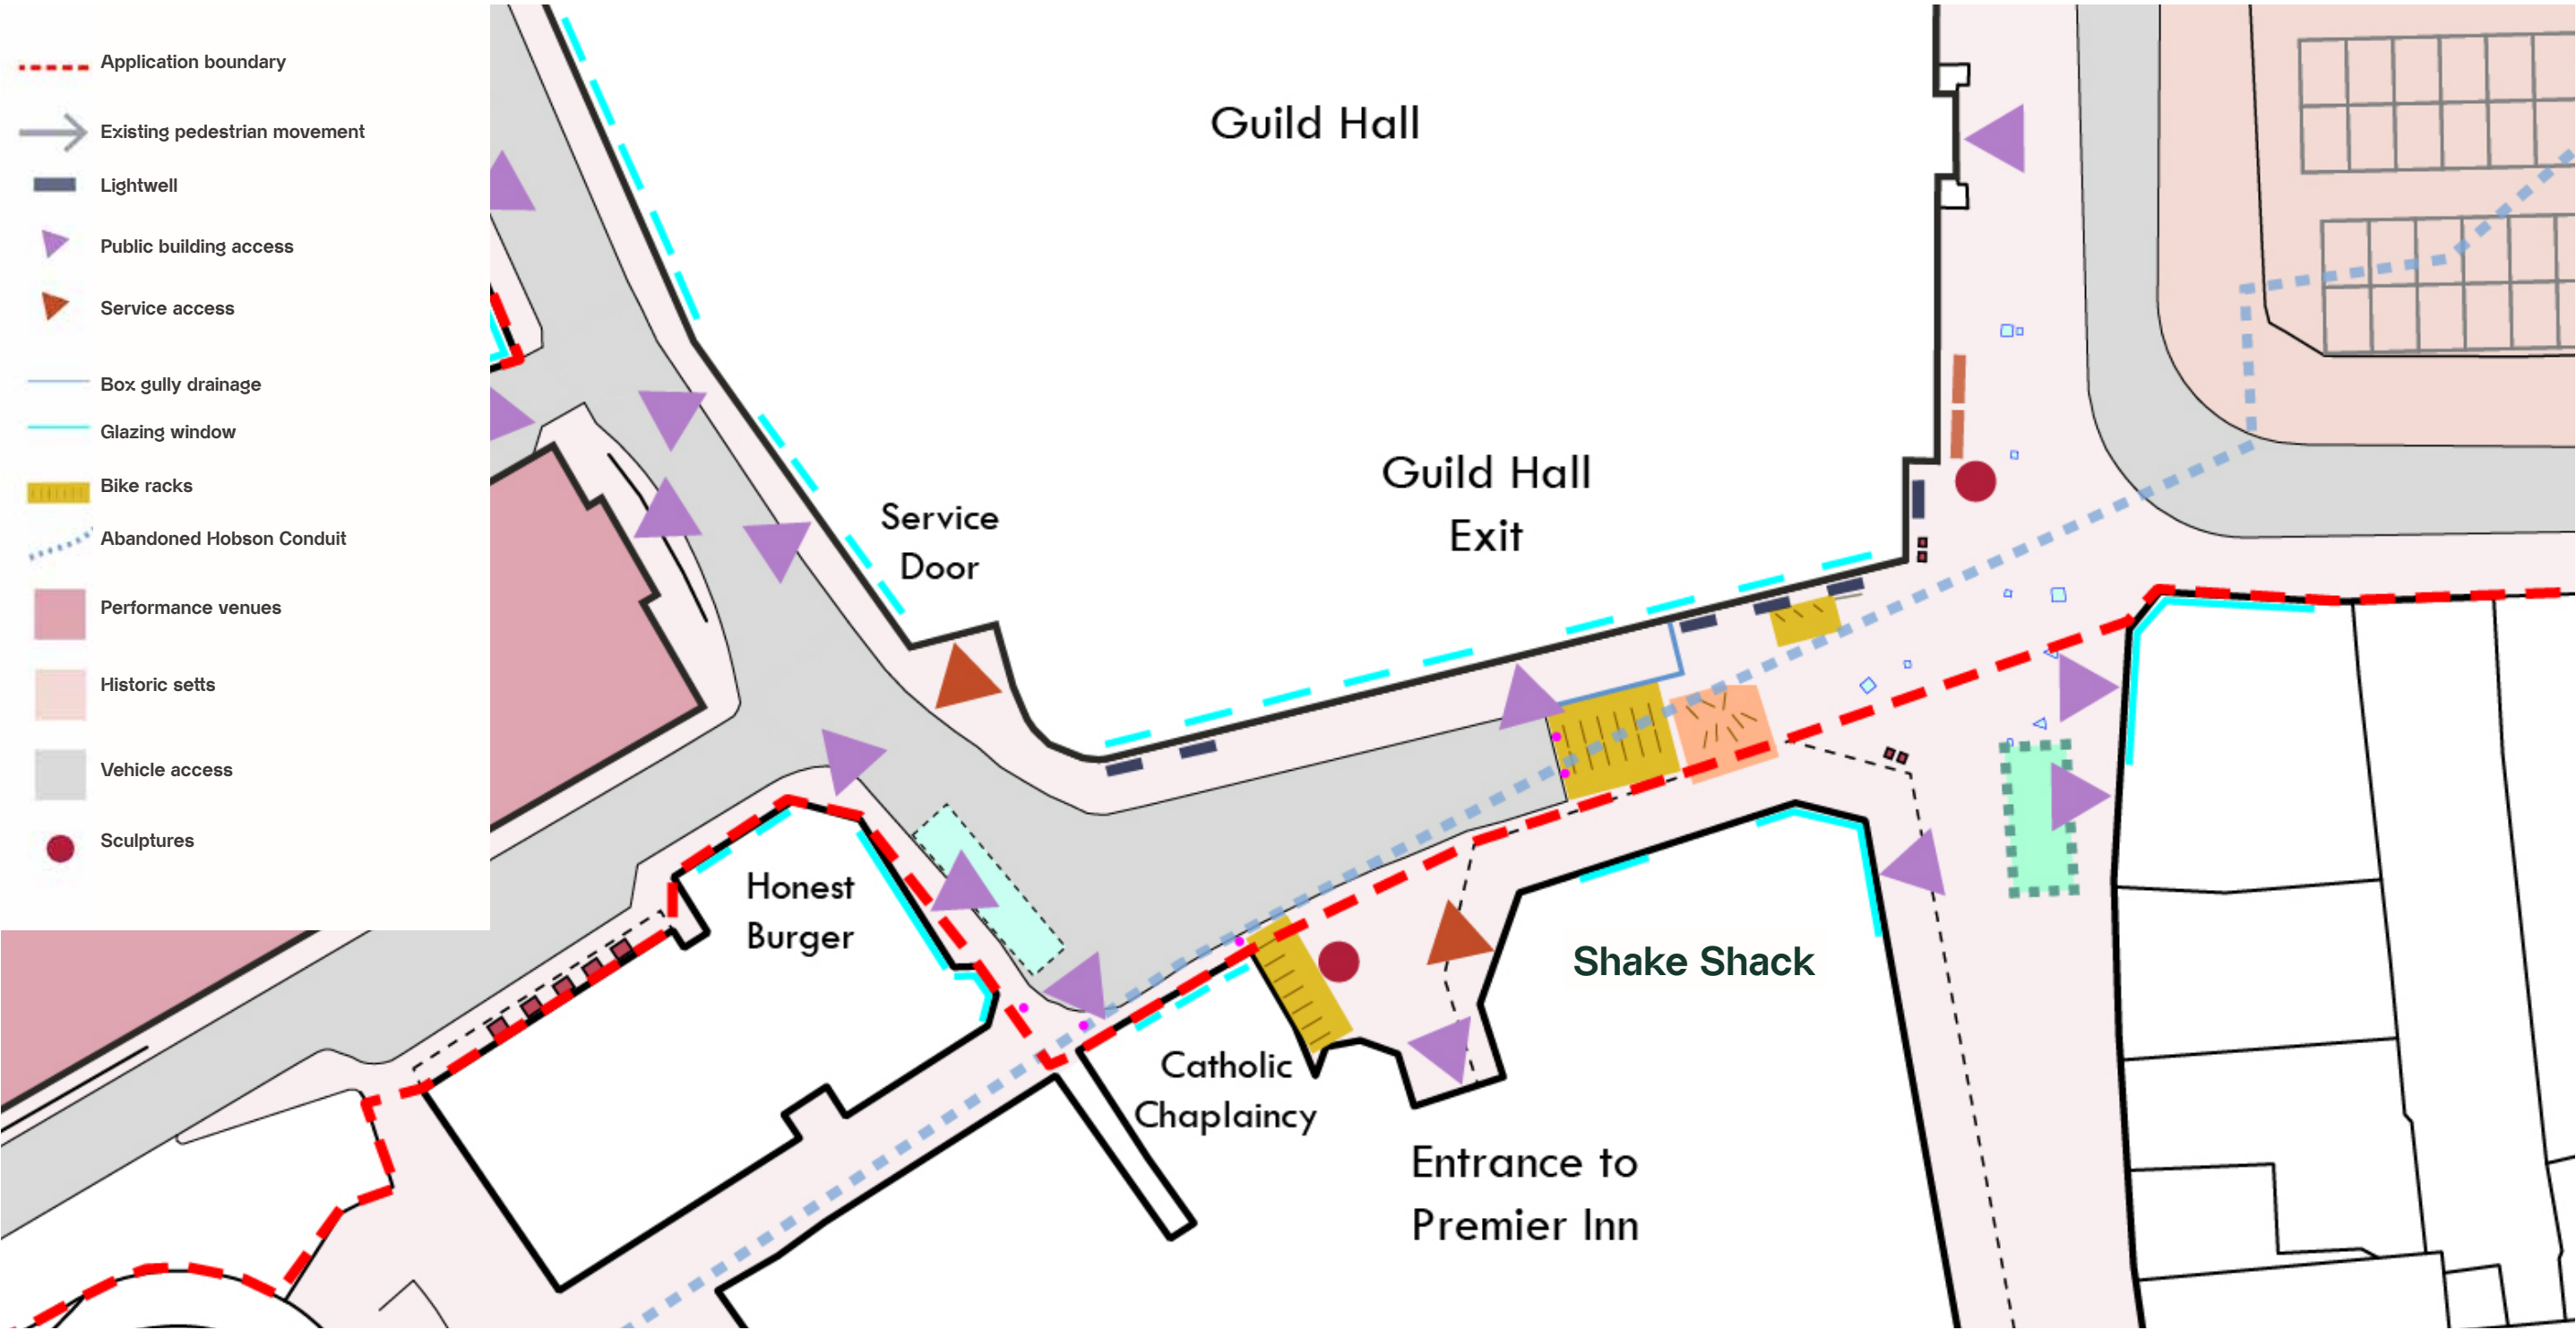 Application boundary
Existing pedestrian movement
Lightwell
Public building access
Service access
Box gully drainage
Glazing window
Bike racks
Abandoned Hobson Conduit
Performance venues
Historic setts
Vehicle access
Sculptures
Guild Hall
Guild Hall
Exit
Service
Door
Honest
Burger
Shake Shack
Catholic
Chaplaincy
Entrance to
Premier Inn